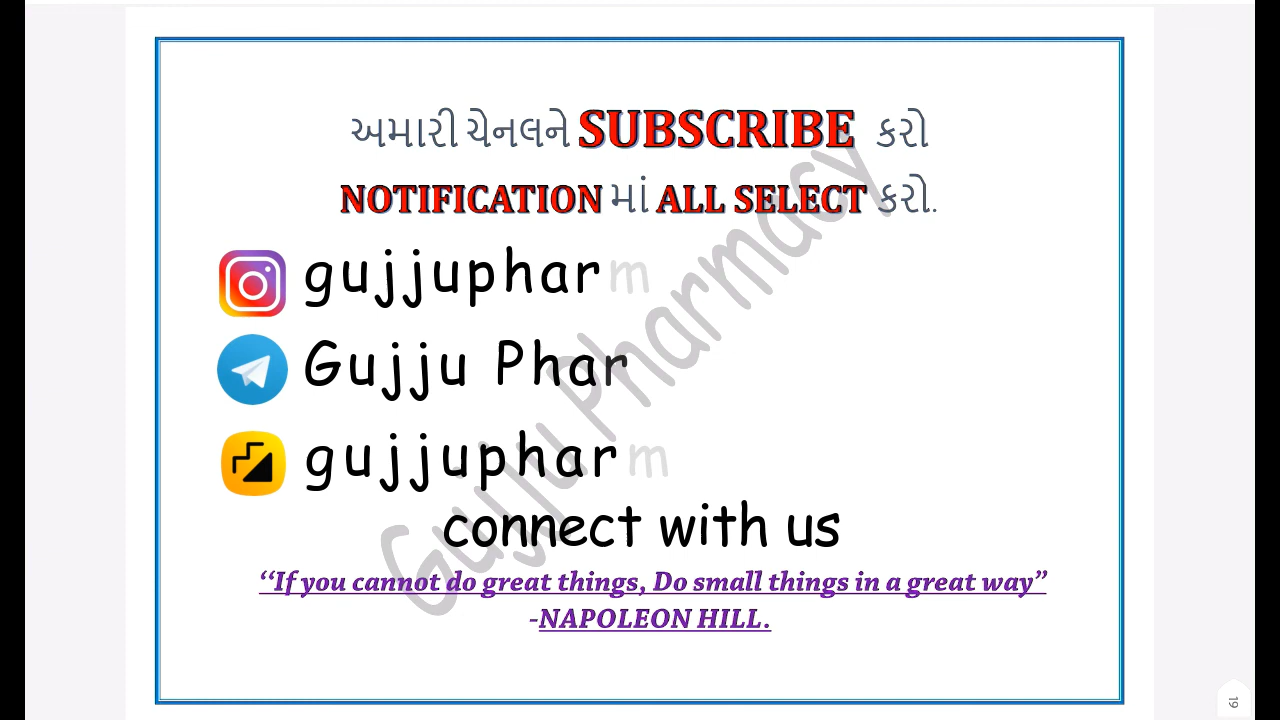 અમારી ચેનલને SUBSCRIBE કરો
NOTIFICATION માં ALL SELECT કરો.
gujjupharm
Gujju Phar
gujjupharm
connect with us
“If you cannot do great things, Do small things in a great way”
-NAPOLEON HILL.
Gujju Pharmacy
19